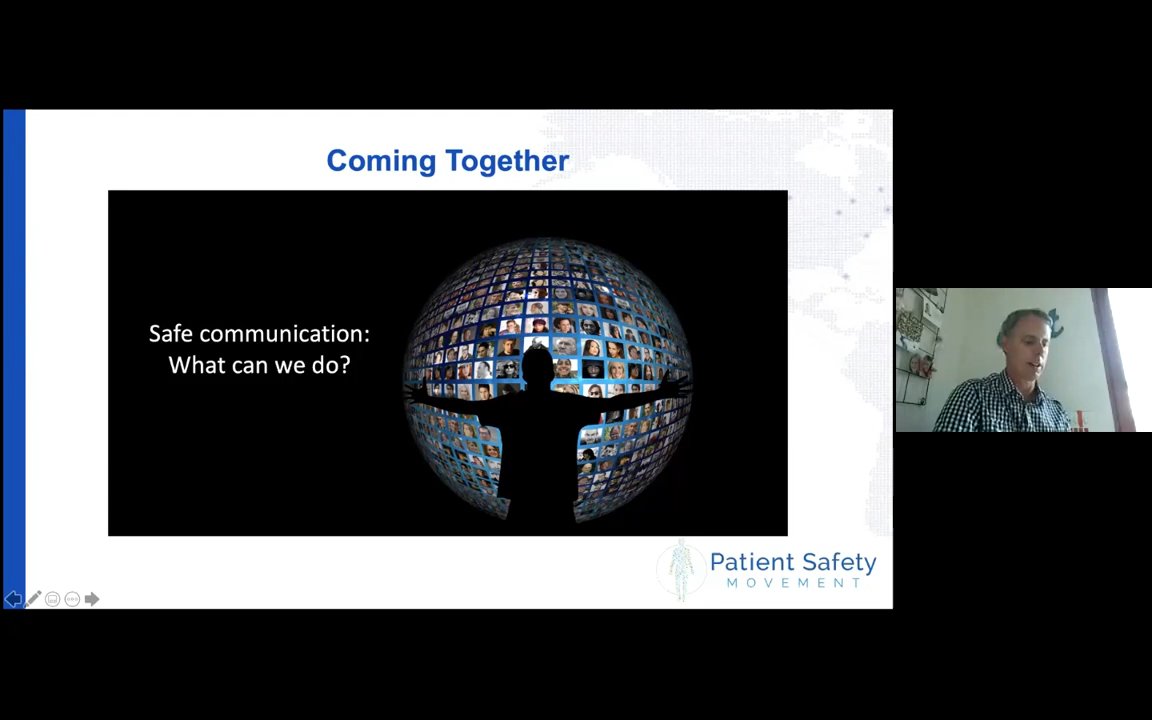 Coming Together
Safe communication:
What can we do?
Patient Safety
MOVEMENT